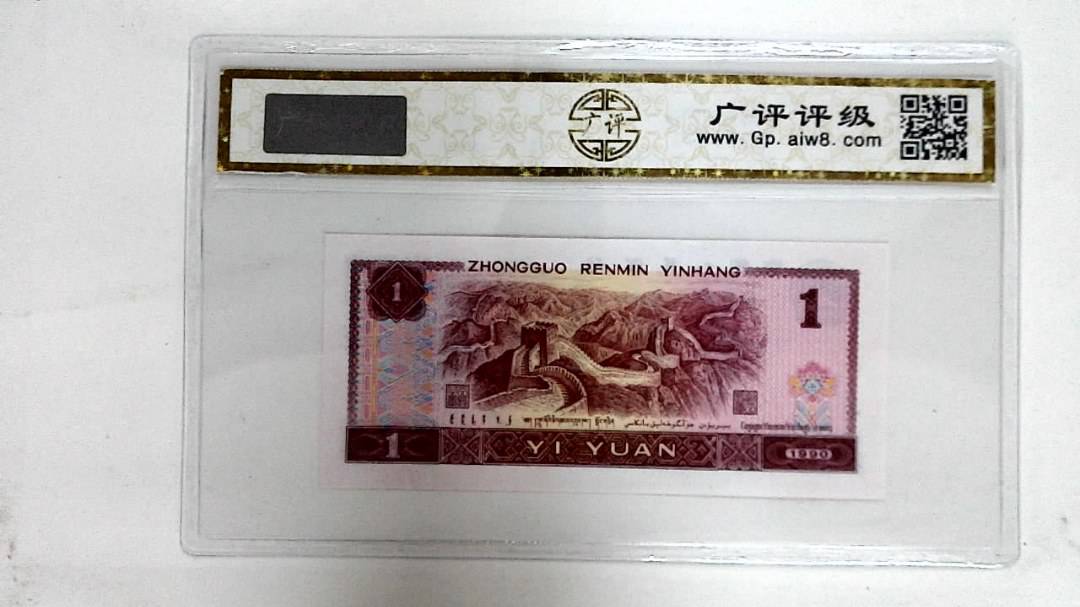 广评
广评评级
www. Gp. aiw8. com
ZHONGGUO RENMIN YINHANG
1
1
1
YI YUAN
1990